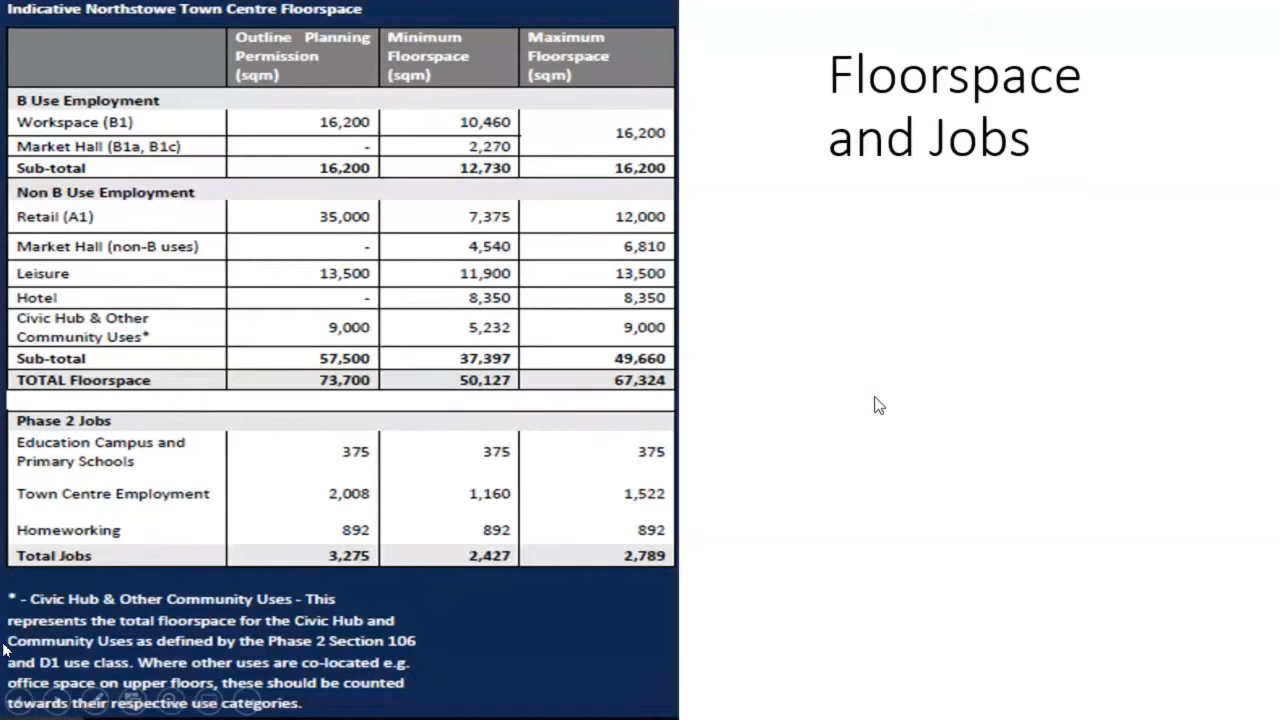 Indicative Northstowe Town Centre Floorspace
Outline Planning Permission (sqm) Minimum Floorspace (sqm) Maximum Floorspace (sqm)
B Use Employment
Workspace (B1) 16,200 10,460 16,200
Market Hall (B1a, B1c) - 2,270
Sub-total 16,200 12,730 16,200
Non B Use Employment
Retail (A1) 35,000 7,375 12,000
Market Hall (non-B uses) - 4,540 6,810
Leisure 13,500 11,900 13,500
Hotel - 8,350 8,350
Civic Hub & Other
Community Uses* 9,000 5,232 9,000
Sub-total 57,500 37,397 49,660
TOTAL Floorspace 73,700 50,127 67,324
Phase 2 Jobs
Education Campus and
Primary Schools 375 375 375
Town Centre Employment 2,008 1,160 1,522
Homeworking 892 892 892
Total Jobs 3,275 2,427 2,789
* - Civic Hub & Other Community Uses - This
represents the total floorspace for the Civic Hub and
Community Uses as defined by the Phase 2 Section 106
and D1 use class. Where other uses are co-located e.g.
office space on upper floors, these should be counted
towards their respective use categories.
Floorspace
and Jobs